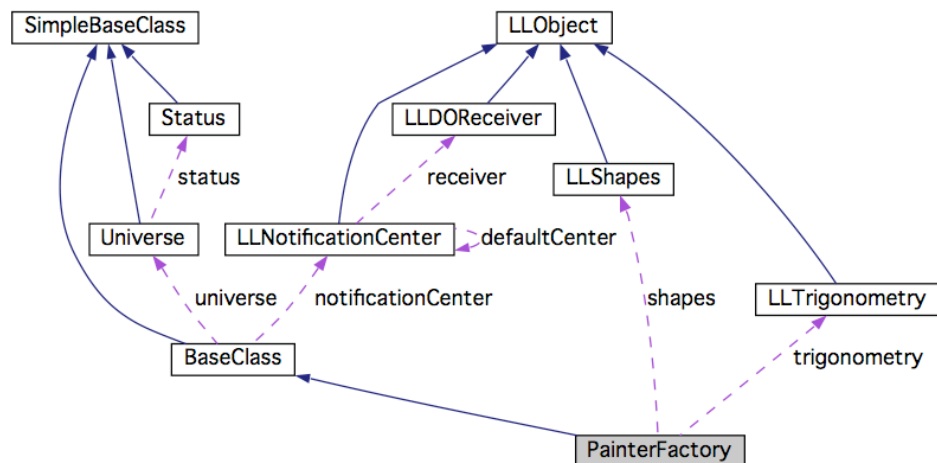 SimpleBaseClass
LLObject
Status
LLDOReceiver
status
receiver
LLShapes
Universe
LLNotificationCenter
defaultCenter
universe
notificationCenter
shapes
LLTrigonometry
BaseClass
trigonometry
PainterFactory